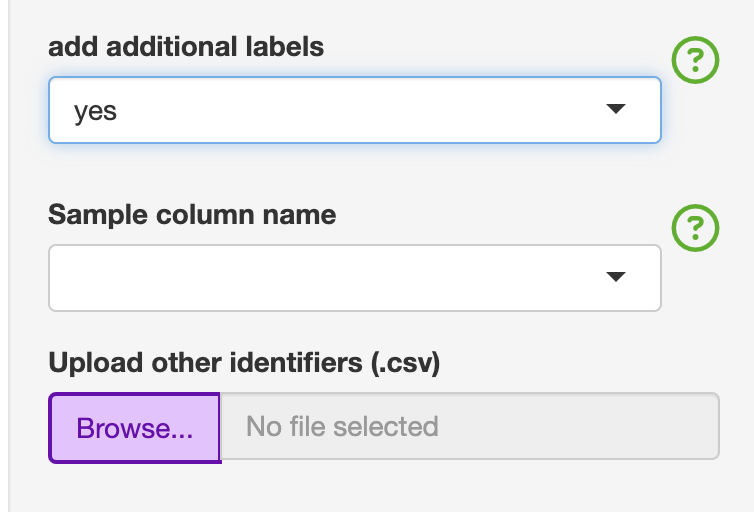 add additional labels
?
yes
Sample column name
?
Upload other identifiers (.csv)
Browse... No file selected